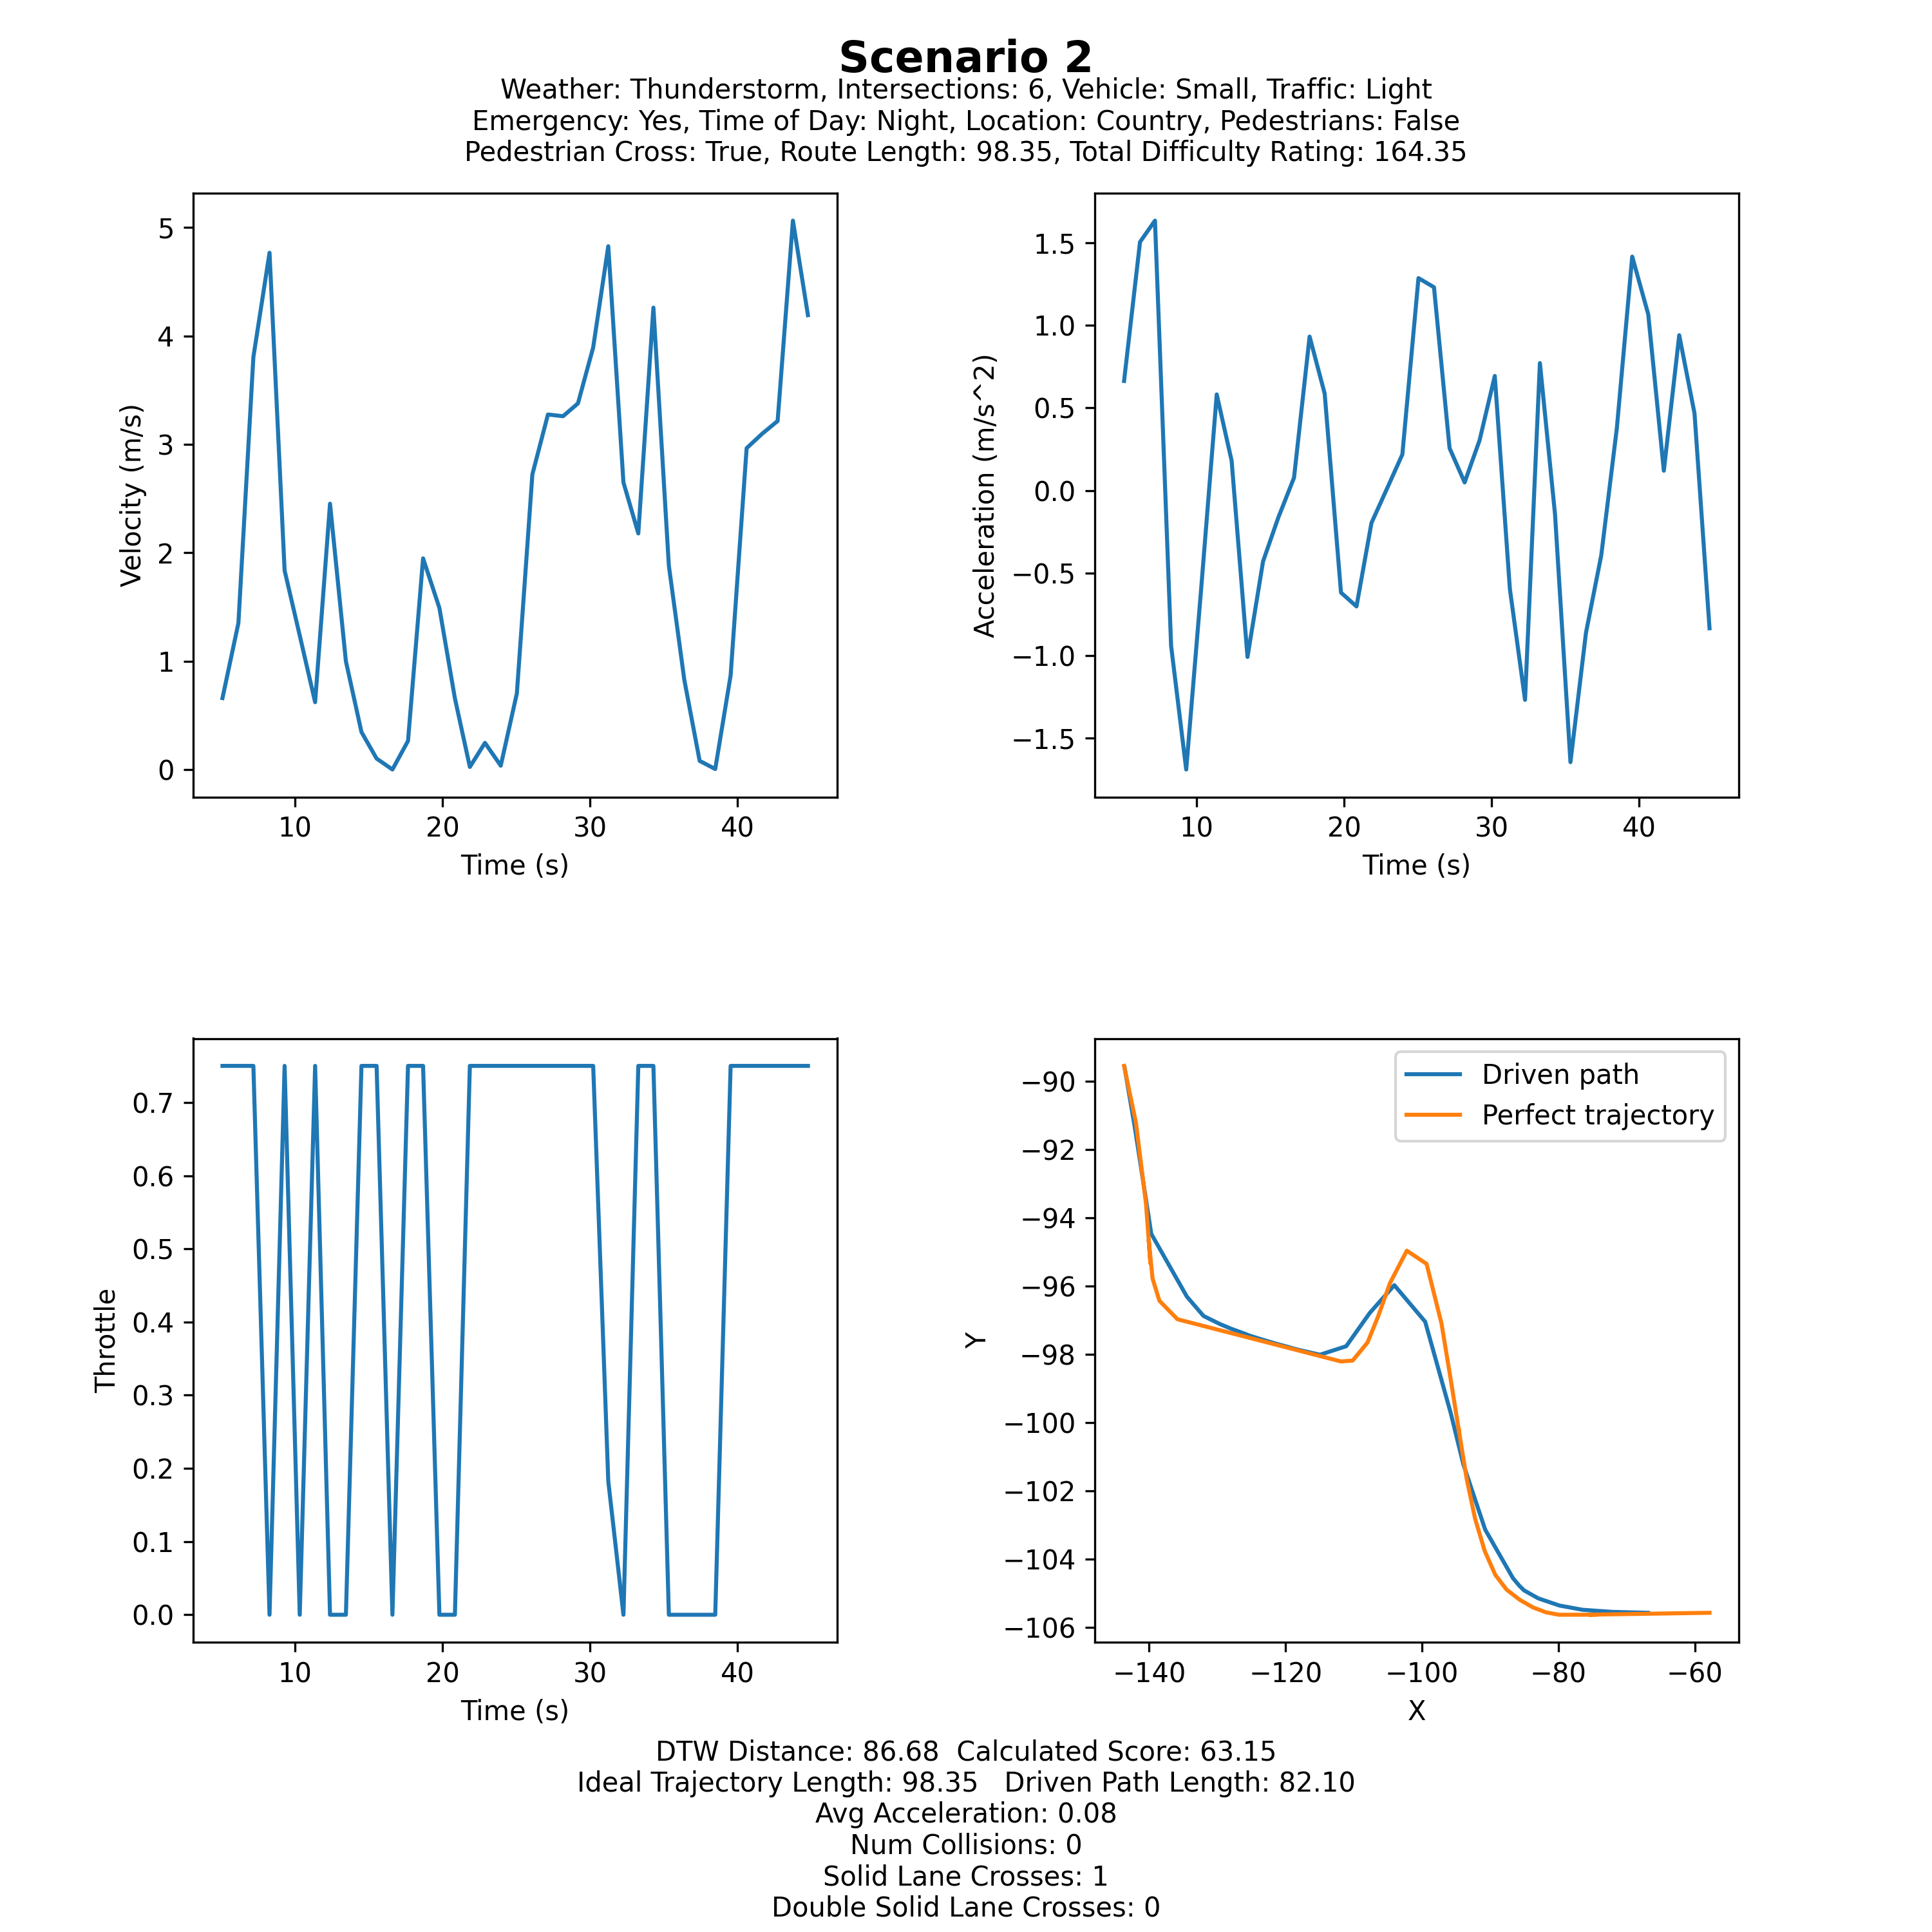 Scenario 2
Weather: Thunderstorm, Intersections: 6, Vehicle: Small, Traffic: Light
Emergency: Yes, Time of Day: Night, Location: Country, Pedestrians: False
Pedestrian Cross: True, Route Length: 98.35, Total Difficulty Rating: 164.35
5
4
3
2
1
0
Velocity (m/s)
10 20 30 40
Time (s)
1.5
1.0
0.5
0.0
−0.5
−1.0
−1.5
Acceleration (m/s^2)
10 20 30 40
Time (s)
0.7
0.6
0.5
0.4
0.3
0.2
0.1
0.0
Throttle
10 20 30 40
Time (s)
Driven path
Perfect trajectory
−90
−92
−94
−96
−98
−100
−102
−104
−106
Y
−140 −120 −100 −80 −60
X
DTW Distance: 86.68 Calculated Score: 63.15
Ideal Trajectory Length: 98.35 Driven Path Length: 82.10
Avg Acceleration: 0.08
Num Collisions: 0
Solid Lane Crosses: 1
Double Solid Lane Crosses: 0